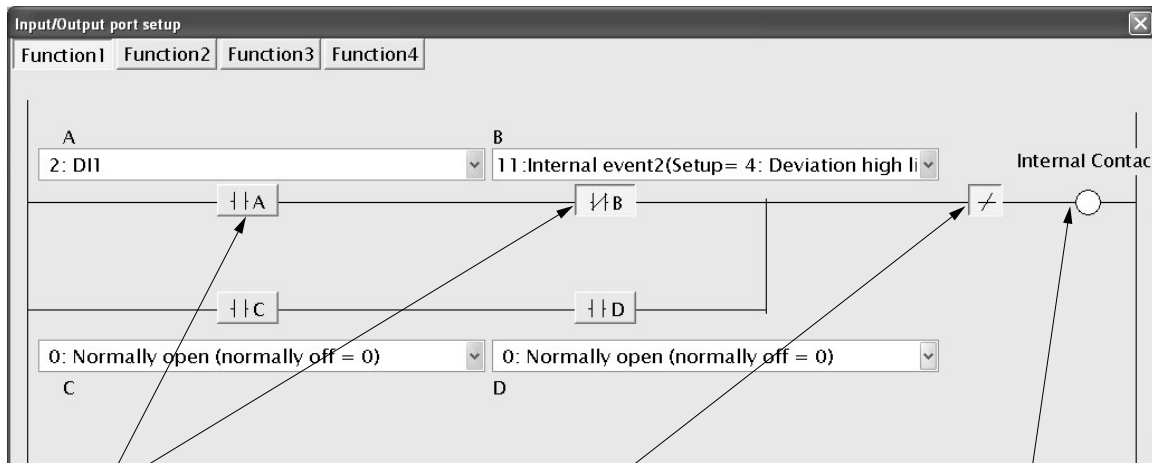 Input/Output port setup
Function1 Function2 Function3 Function4
A B
2: DI1 11:Internal event2(Setup= 4: Deviation high li
Internal Contac
A B
C D
0: Normally open (normally off = 0) 0: Normally open (normally off = 0)
C D